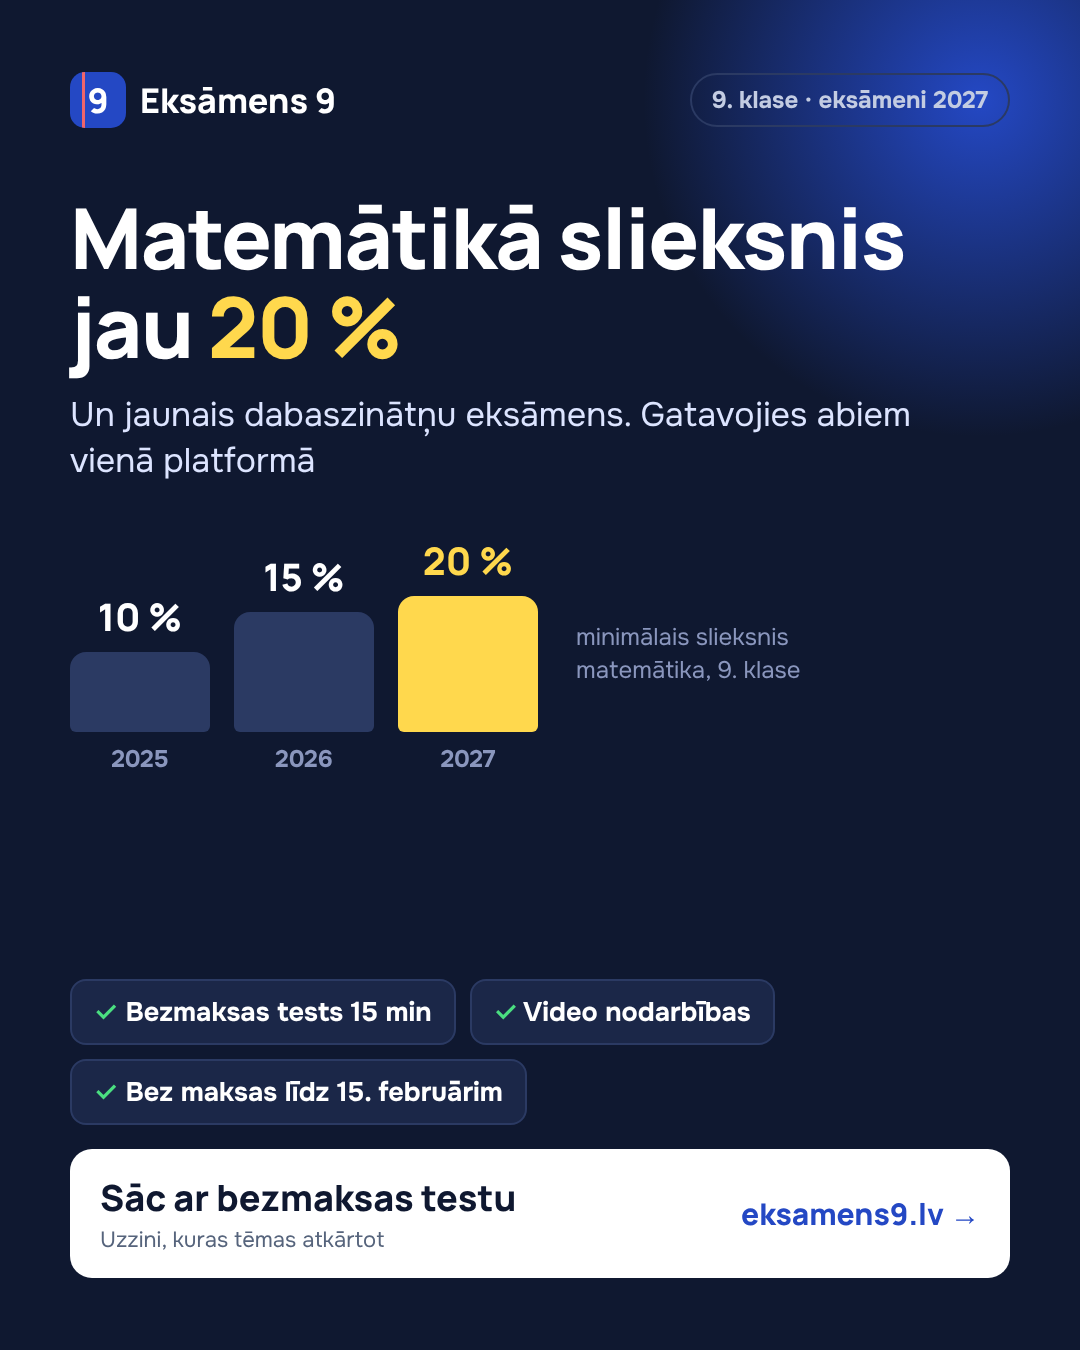 9 Eksāmens 9
9. klase · eksāmeni 2027
Matemātikā slieksnis
jau 20 %
Un jaunais dabaszinātņu eksāmens. Gatavojies abiem
vienā platformā
10 %
15 %
20 %
minimālais slieksnis
matemātika, 9. klase
2025
2026
2027
✓ Bezmaksas tests 15 min
✓ Video nodarbības
✓ Bez maksas līdz 15. februārim
Sāc ar bezmaksas testu
Uzzini, kuras tēmas atkārtot
eksamens9.lv →